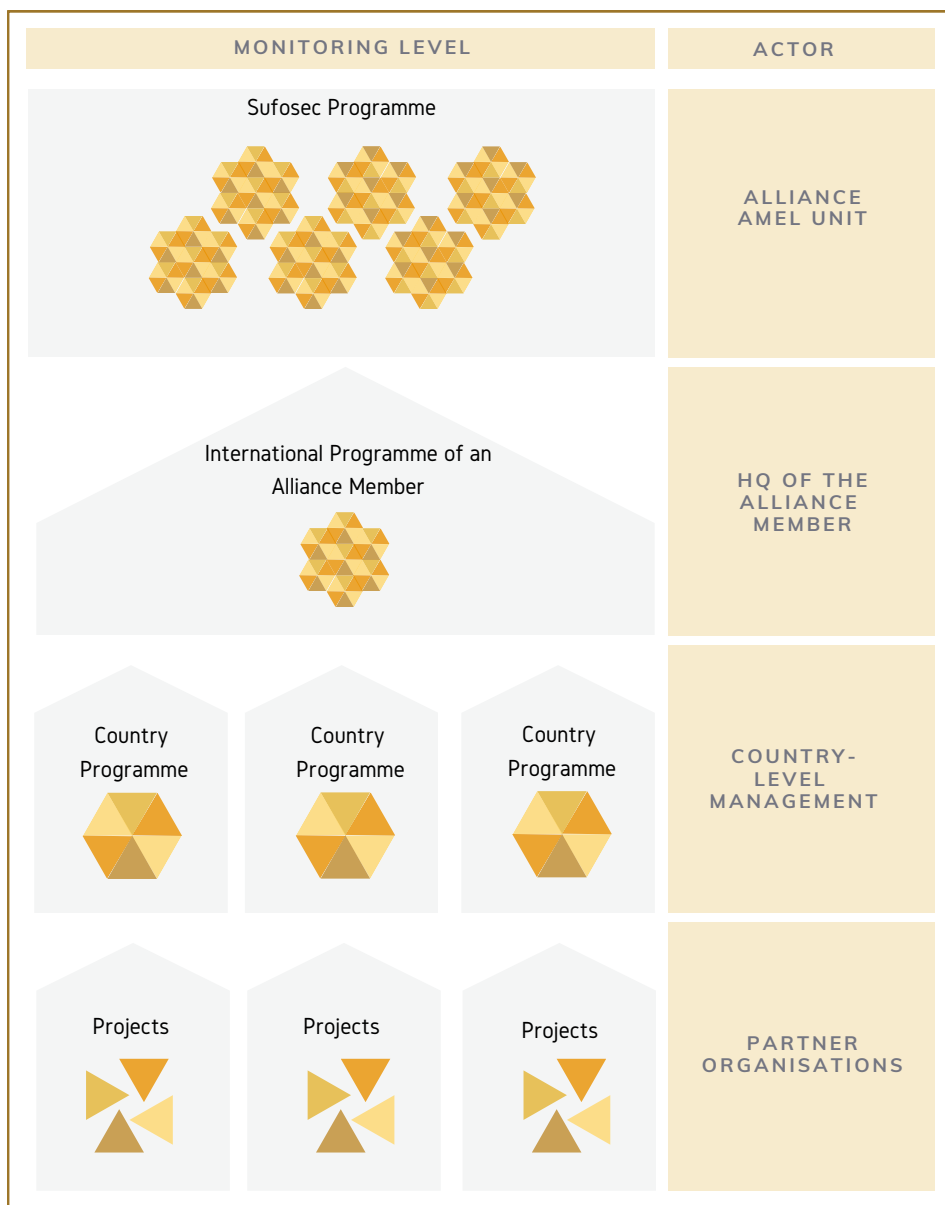 MONITORING LEVEL
ACTOR
Sufosec Programme
ALLIANCE
AMEL UNIT
International Programme of an
Alliance Member
HQ OF THE
ALLIANCE
MEMBER
Country
Programme
Country
Programme
Country
Programme
COUNTRY-
LEVEL
MANAGEMENT
Projects
Projects
Projects
PARTNER
ORGANISATIONS